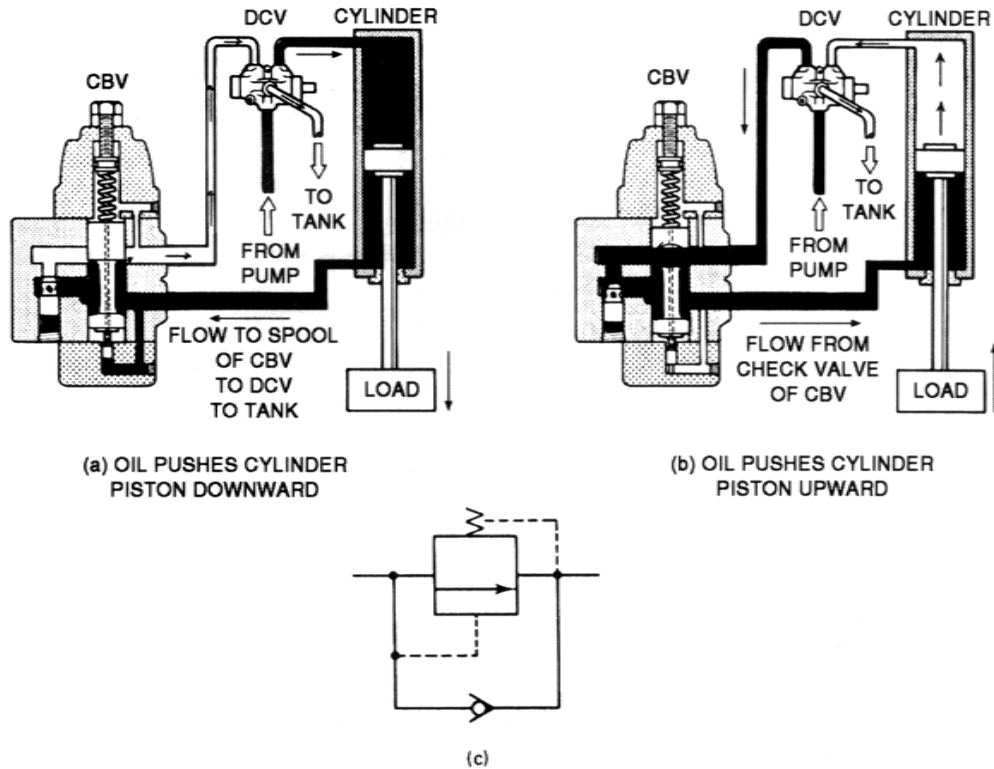 DCV
CYLINDER
CBV
TO
TANK
FROM
PUMP
FLOW TO SPOOL
OF CBV
TO DCV
TO TANK
LOAD
(a) OIL PUSHES CYLINDER
PISTON DOWNWARD
DCV
CYLINDER
CBV
TO
TANK
FROM
PUMP
FLOW FROM
CHECK VALVE
OF CBV
LOAD
(b) OIL PUSHES CYLINDER
PISTON UPWARD
(c)